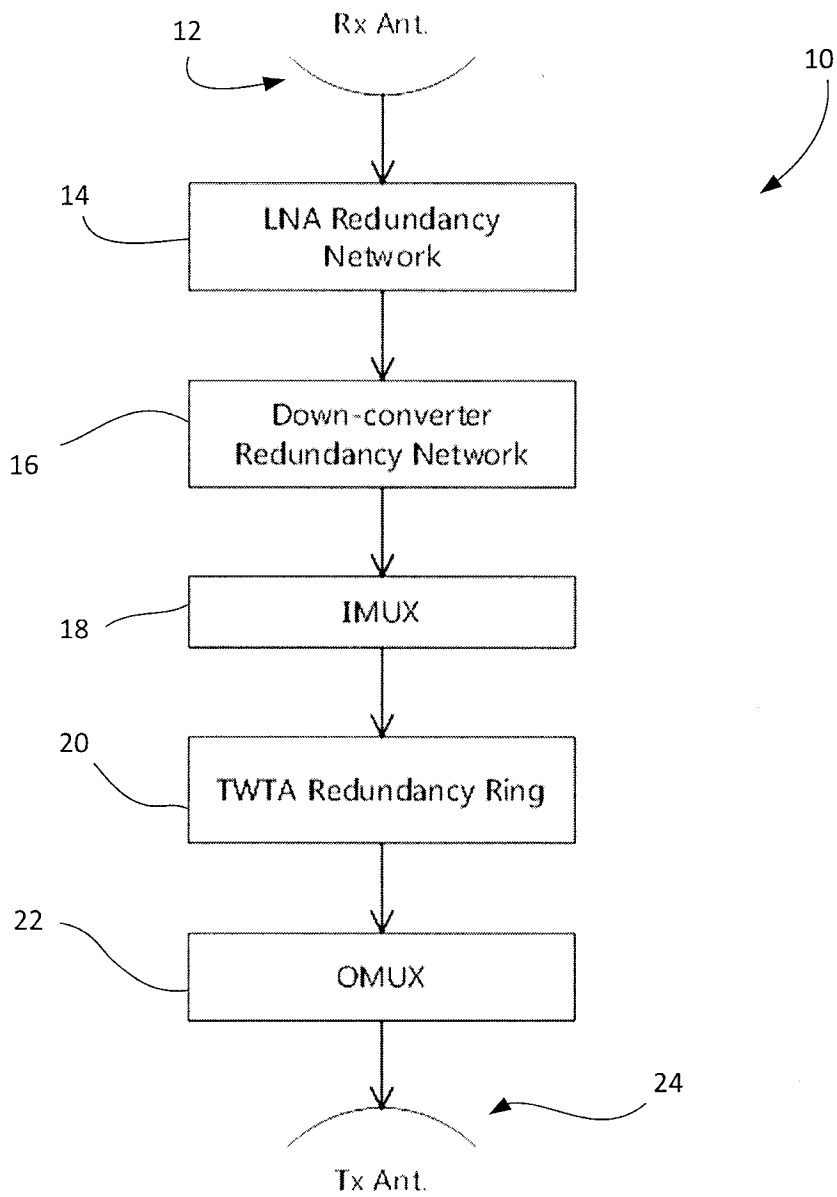 Rx Ant.
12
10
14
LNA Redundancy
Network
Down-converter
Redundancy Network
16
IMUX
18
20
TWTA Redundancy Ring
22
OMUX
24
Tx Ant.